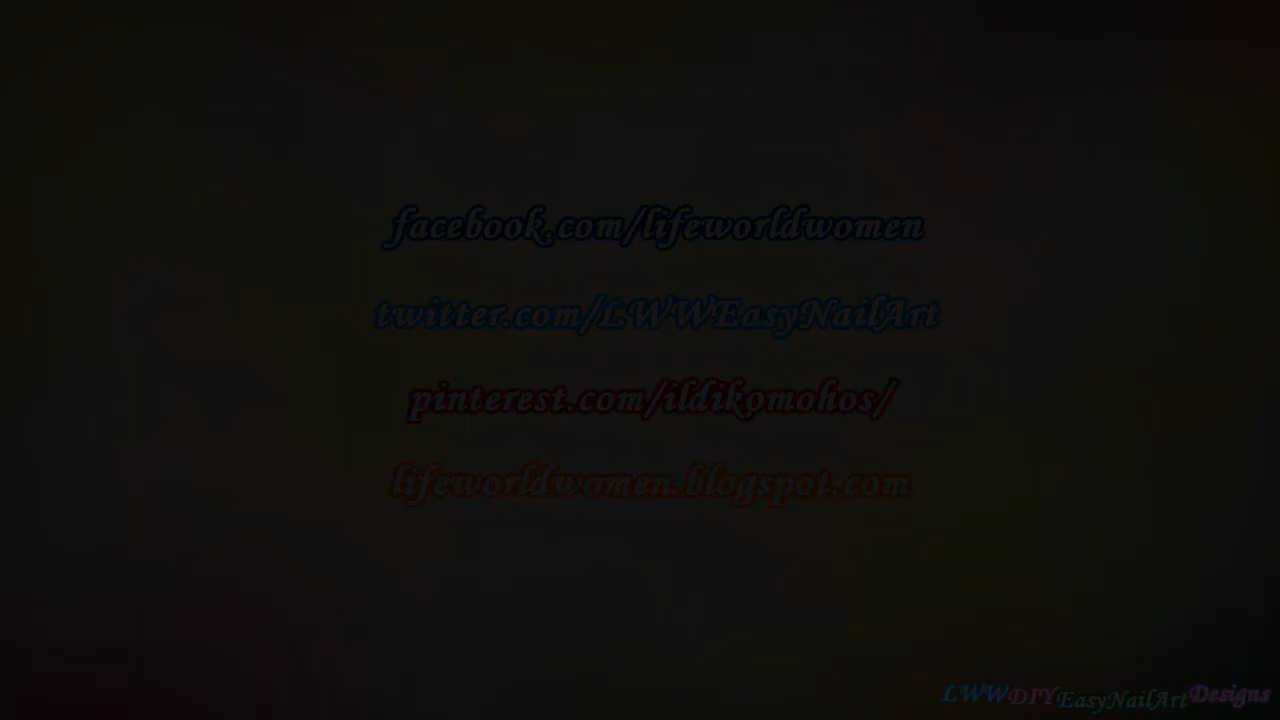 facebook.com/lifeworldwomen
twitter.com/LWWEasyNailArt
pinterest.com/ildikomohos/
lifeworldwomen.blogspot.com
LWWDIYEasyNailArtDesigns